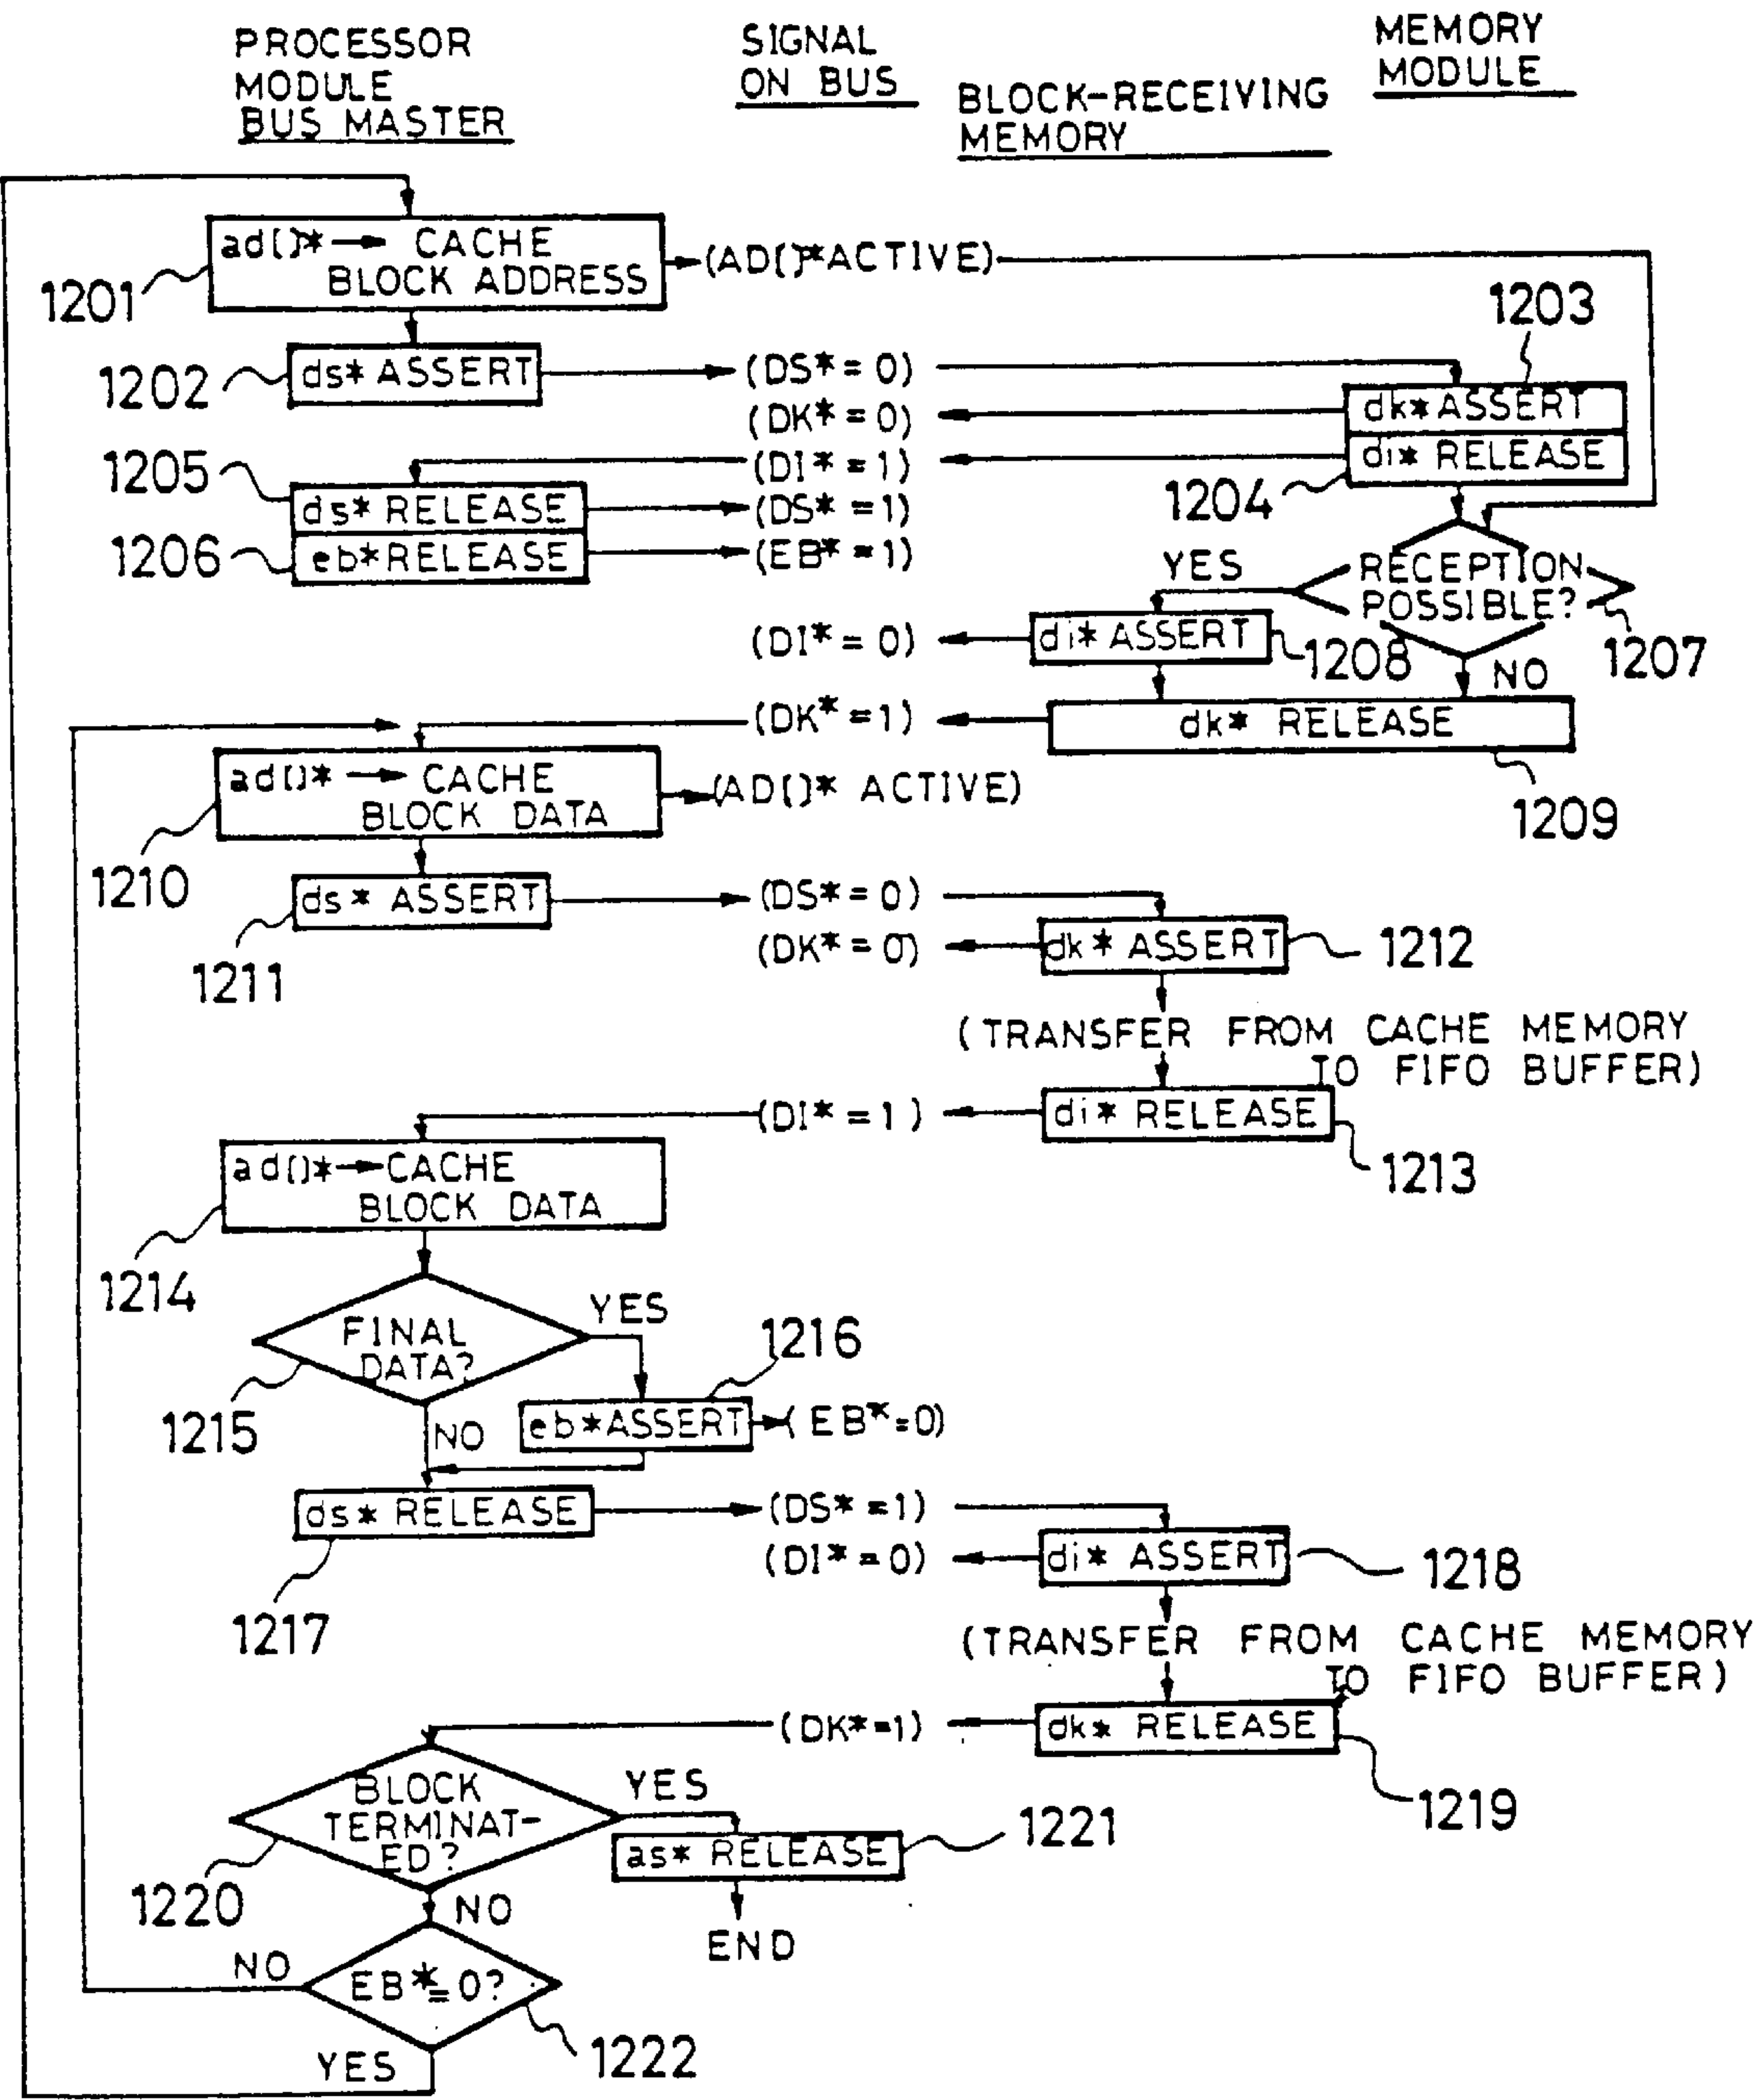 PROCESSOR
MODULE
BUS MASTER
SIGNAL
ON BUS
BLOCK-RECEIVING
MEMORY
MEMORY
MODULE
ad[]* → CACHE
BLOCK ADDRESS
(AD[]*ACTIVE)
1201
1203
ds* ASSERT
(DS* = 0)
1202
dk* ASSERT
(DK* = 0)
1205
(DI* = 1)
di* RELEASE
1204
ds* RELEASE
(DS* = 1)
1206
eb* RELEASE
(EB* = 1)
YES
RECEPTION
POSSIBLE?
1207
(DI* = 0)
di* ASSERT
1208
NO
(DK* = 1)
dk* RELEASE
1209
ad[]* → CACHE
BLOCK DATA
(AD[]* ACTIVE)
1210
ds* ASSERT
(DS* = 0)
1211
(DK* = 0)
dk* ASSERT
1212
(TRANSFER FROM CACHE MEMORY
TO FIFO BUFFER)
(DI* = 1)
di* RELEASE
1213
ad[]* → CACHE
BLOCK DATA
1214
FINAL
DATA?
YES
1215
1216
NO
eb* ASSERT
(EB* = 0)
ds* RELEASE
(DS* = 1)
1217
(DI* = 0)
di* ASSERT
1218
(TRANSFER FROM CACHE MEMORY
TO FIFO BUFFER)
(DK* = 1)
dk* RELEASE
1219
BLOCK
TERMINAT-
ED?
YES
1220
as* RELEASE
1221
NO
END
NO
EB* = 0?
YES
1222